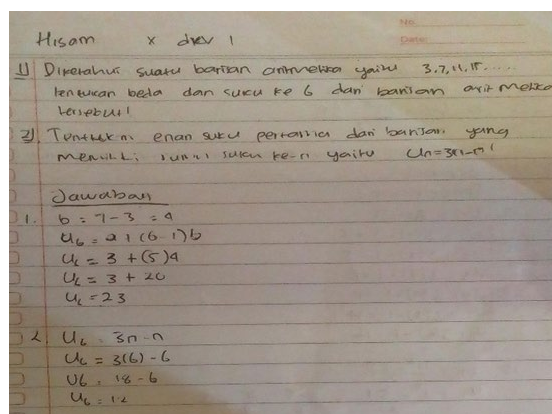 No.
Date:
Hisam x drev 1
1) Diketahui suatu barisan aritmetika yaitu 3,7,11,15.....
tentukan beda dan suku ke 6 dari barisan aritmetika
tersebut!
2) Tentukan enam suku pertama dari barisan yang
memiliki suku ke-n yaitu Un=3n-n
Jawaban
1. b = 7-3 = 4
U6 = a + (6-1)b
U6 = 3 + (5)4
U6 = 3 + 20
U6 = 23
2. U6 = 3n-n
U6 = 3(6) - 6
U6 = 18 - 6
U6 = 12